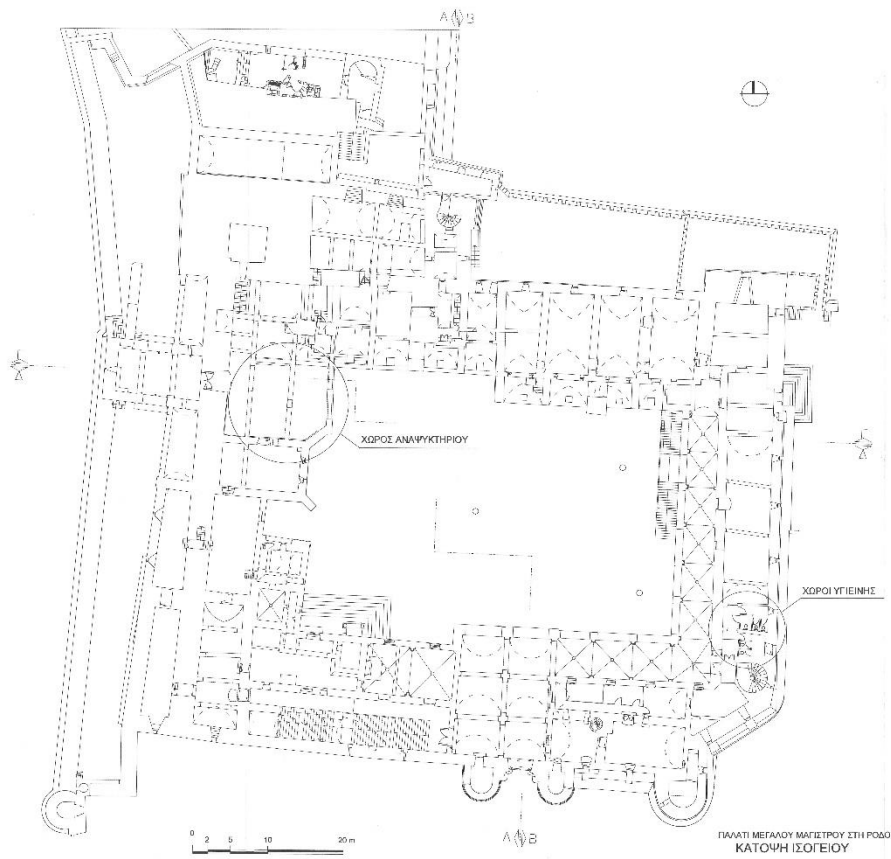 A B
ΧΩΡΟΣ ΑΝΑΨΥΚΤΗΡΙΟΥ
ΧΩΡΟΙ ΥΓΙΕΙΝΗΣ
0 2 5 10 20 m
A B
ΠΑΛΑΤΙ ΜΕΓΑΛΟΥ ΜΑΓΙΣΤΡΟΥ ΣΤΗ ΡΟΔΟ
ΚΑΤΟΨΗ ΙΣΟΓΕΙΟΥ